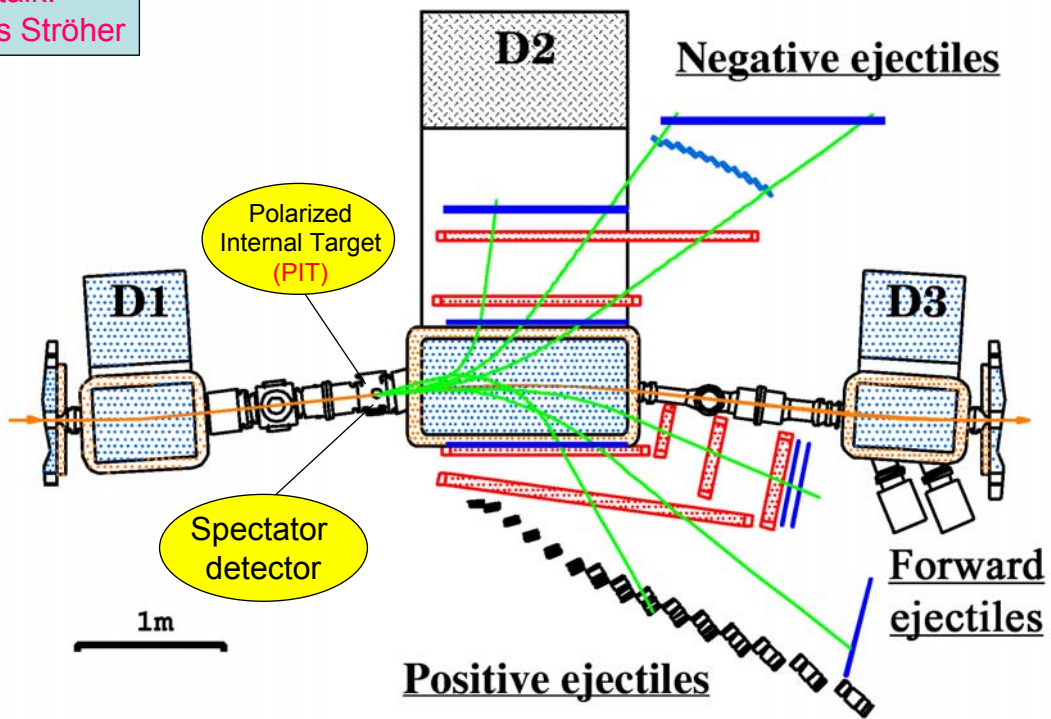 s Ströher
D2
Negative ejectiles
Polarized
Internal Target
(PIT)
D1
D3
Spectator
detector
1m
Forward
ejectiles
Positive ejectiles